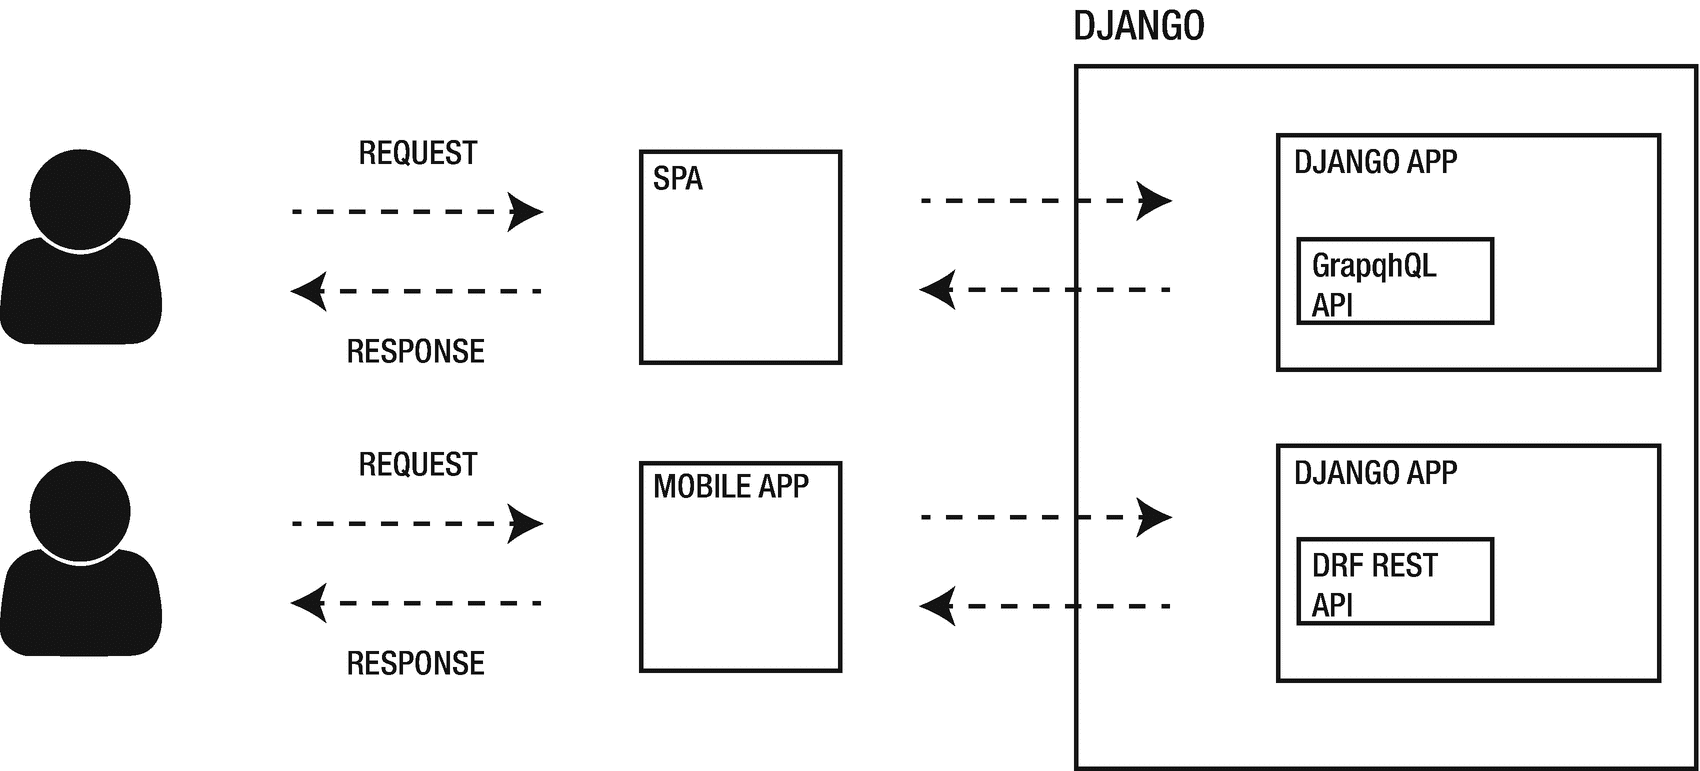 DJANGO
REQUEST
SPA
DJANGO APP
GrapqhQL
API
RESPONSE
REQUEST
MOBILE APP
DJANGO APP
DRF REST
API
RESPONSE